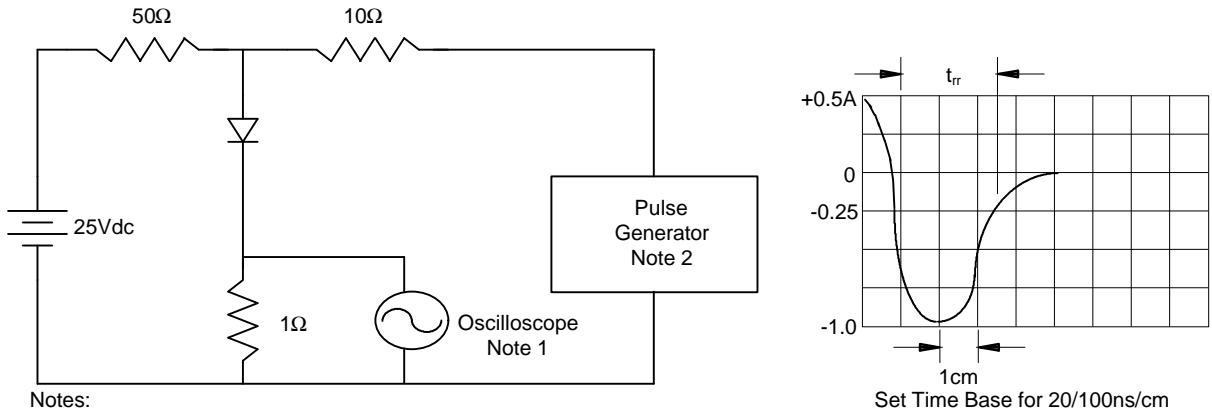 50Ω
10Ω
25Vdc
1Ω
Oscilloscope
Note 1
Pulse
Generator
Note 2
Notes:
trr
+0.5A
0
-0.25
-1.0
1cm
Set Time Base for 20/100ns/cm